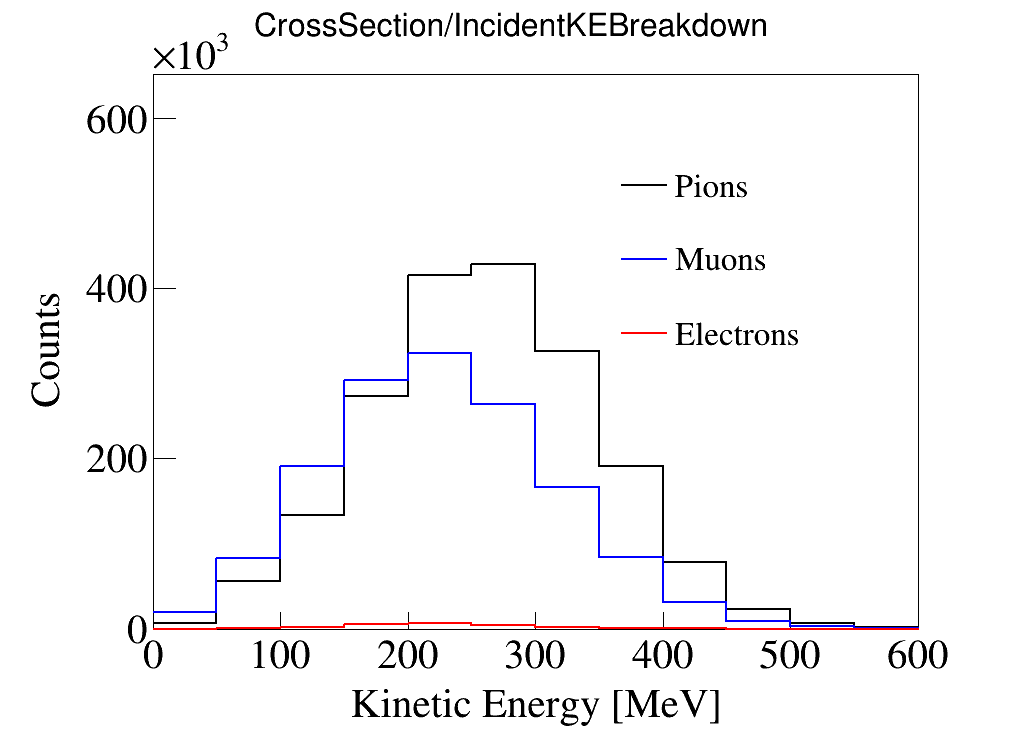 CrossSection/IncidentKEBreakdown
×10³
600
400
200
0
Counts
Pions
Muons
Electrons
0 100 200 300 400 500 600
Kinetic Energy [MeV]